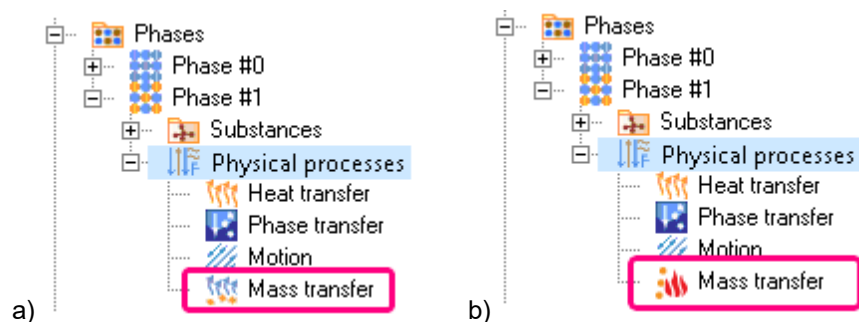 Phases
Phase #0
Phase #1
Substances
Physical processes
Heat transfer
Phase transfer
Motion
Mass transfer
a)
Phases
Phase #0
Phase #1
Substances
Physical processes
Heat transfer
Phase transfer
Motion
Mass transfer
b)